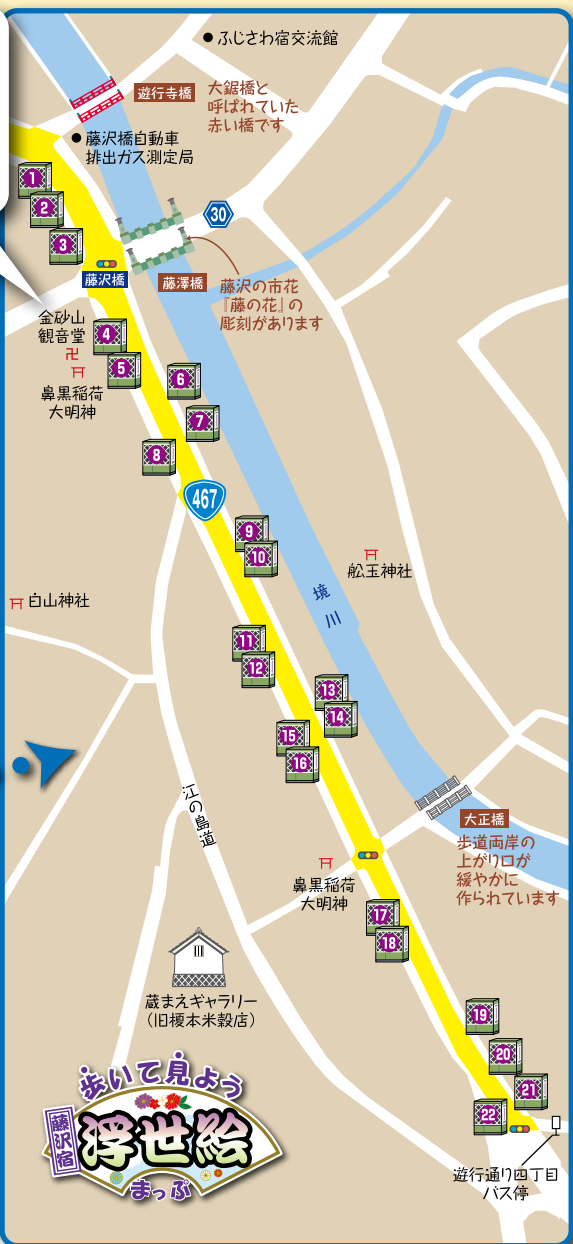 ふじさわ宿交流館
遊行寺橋
大鋸橋と
呼ばれていた
赤い橋です
藤沢橋自動車
排出ガス測定局
1
2
3
30
藤沢橋
藤澤橋
藤沢の市花
『藤の花』の
彫刻があります
金砂山
観音堂
卍
4
5
鼻黒稲荷
大明神
6
7
8
467
9
10
舩玉神社
境川
白山神社
11
12
13
14
15
16
江の島道
大正橋
歩道両岸の
上がり口が
緩やかに
作られています
鼻黒稲荷
大明神
17
18
蔵まえギャラリー
(旧榎本米穀店)
19
20
21
22
遊行通り四丁目
バス停
歩いて見よう
藤沢宿
浮世絵
まっぷ